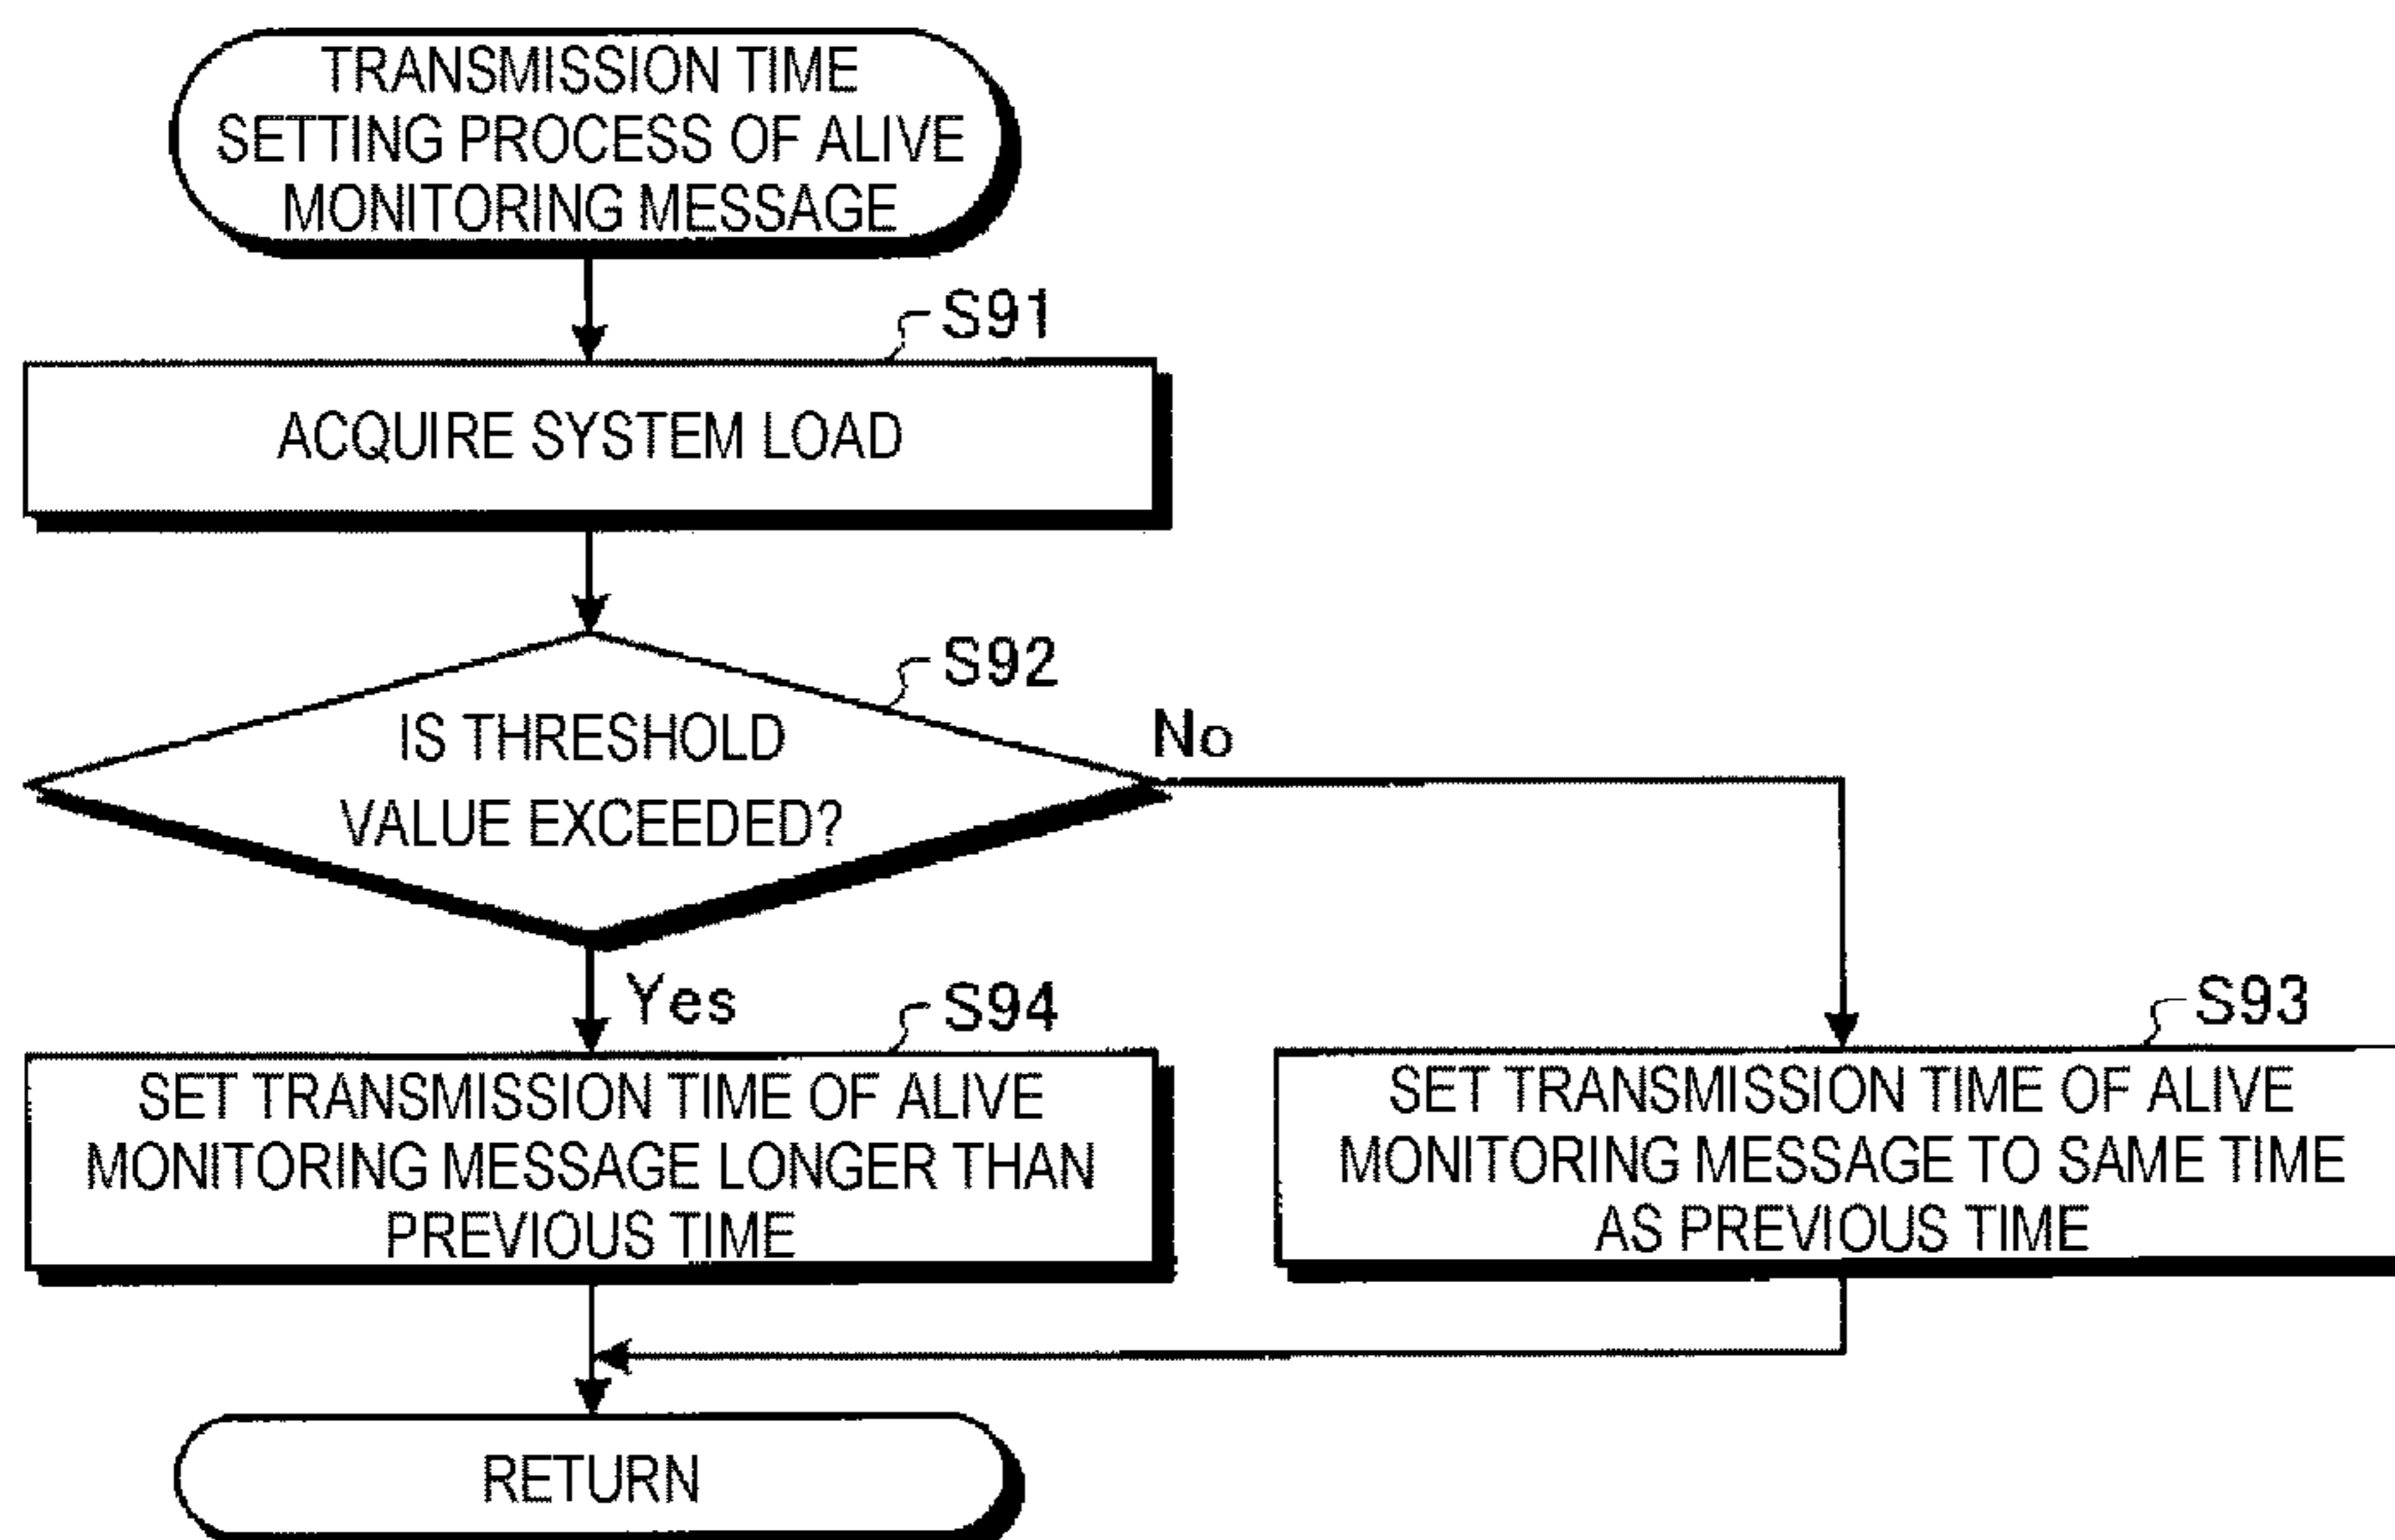 TRANSMISSION TIME
SETTING PROCESS OF ALIVE
MONITORING MESSAGE
S91
ACQUIRE SYSTEM LOAD
S92
IS THRESHOLD
VALUE EXCEEDED?
No
Yes
S94
SET TRANSMISSION TIME OF ALIVE
MONITORING MESSAGE LONGER THAN
PREVIOUS TIME
S93
SET TRANSMISSION TIME OF ALIVE
MONITORING MESSAGE TO SAME TIME
AS PREVIOUS TIME
RETURN